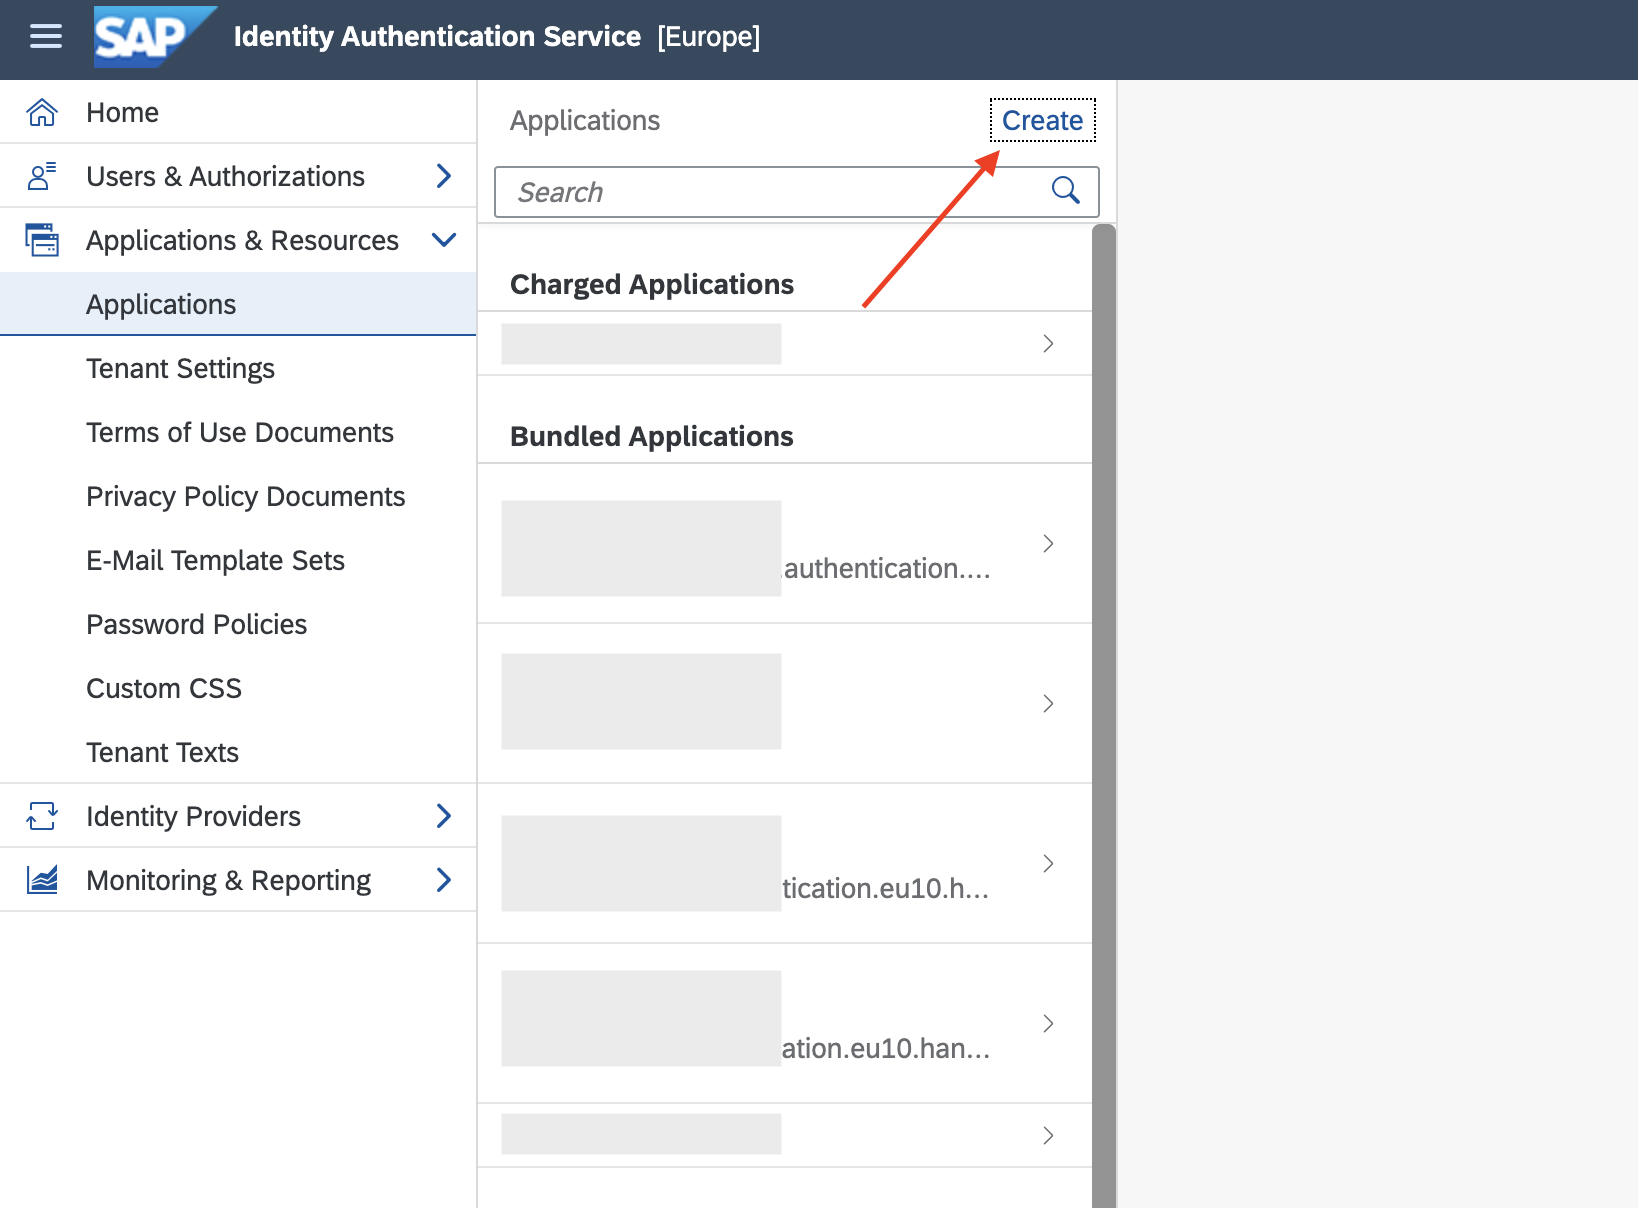 SAP Identity Authentication Service [Europe]
Home
Users & Authorizations
Applications & Resources
Applications
Tenant Settings
Terms of Use Documents
Privacy Policy Documents
E-Mail Template Sets
Password Policies
Custom CSS
Tenant Texts
Identity Providers
Monitoring & Reporting
Applications
Create
Search
Charged Applications
Bundled Applications
.authentication....
tication.eu10.h...
ation.eu10.han...